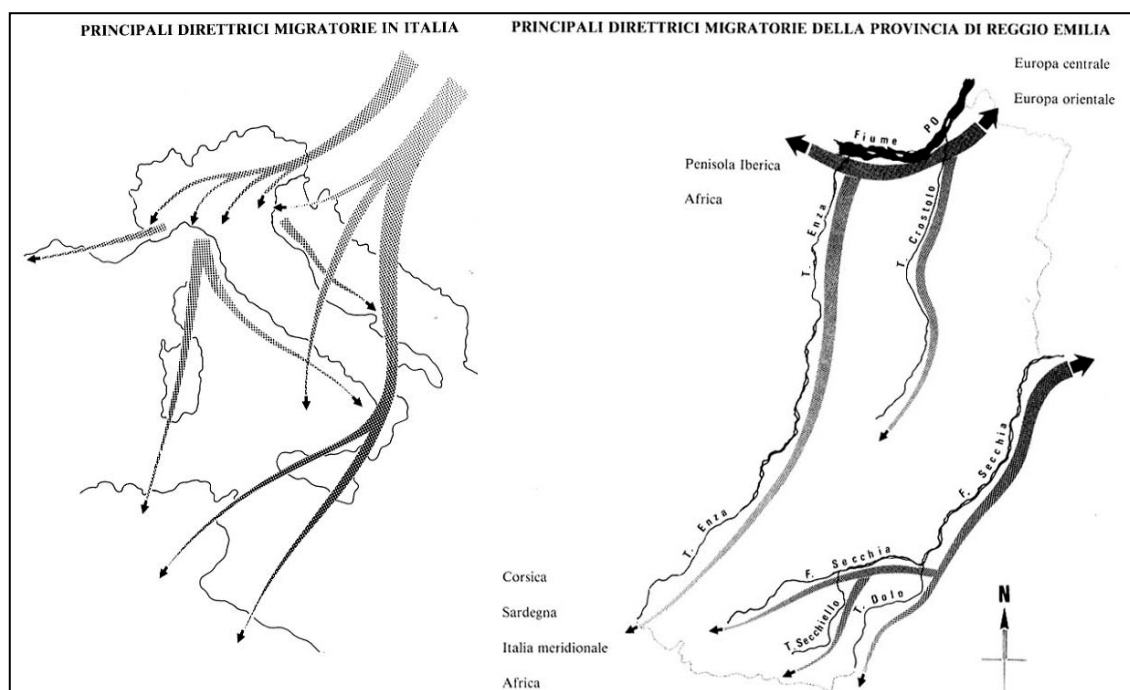 PRINCIPALI DIRETTRICI MIGRATORIE IN ITALIA
PRINCIPALI DIRETTRICI MIGRATORIE DELLA PROVINCIA DI REGGIO EMILIA
Europa centrale
Europa orientale
Fiume PO
Penisola Iberica
Africa
T. Enza
T. Crostolo
F. Secchia
T. Enza
F. Secchia
T. Dolo
T. Secchiello
Corsica
Sardegna
Italia meridionale
Africa
N